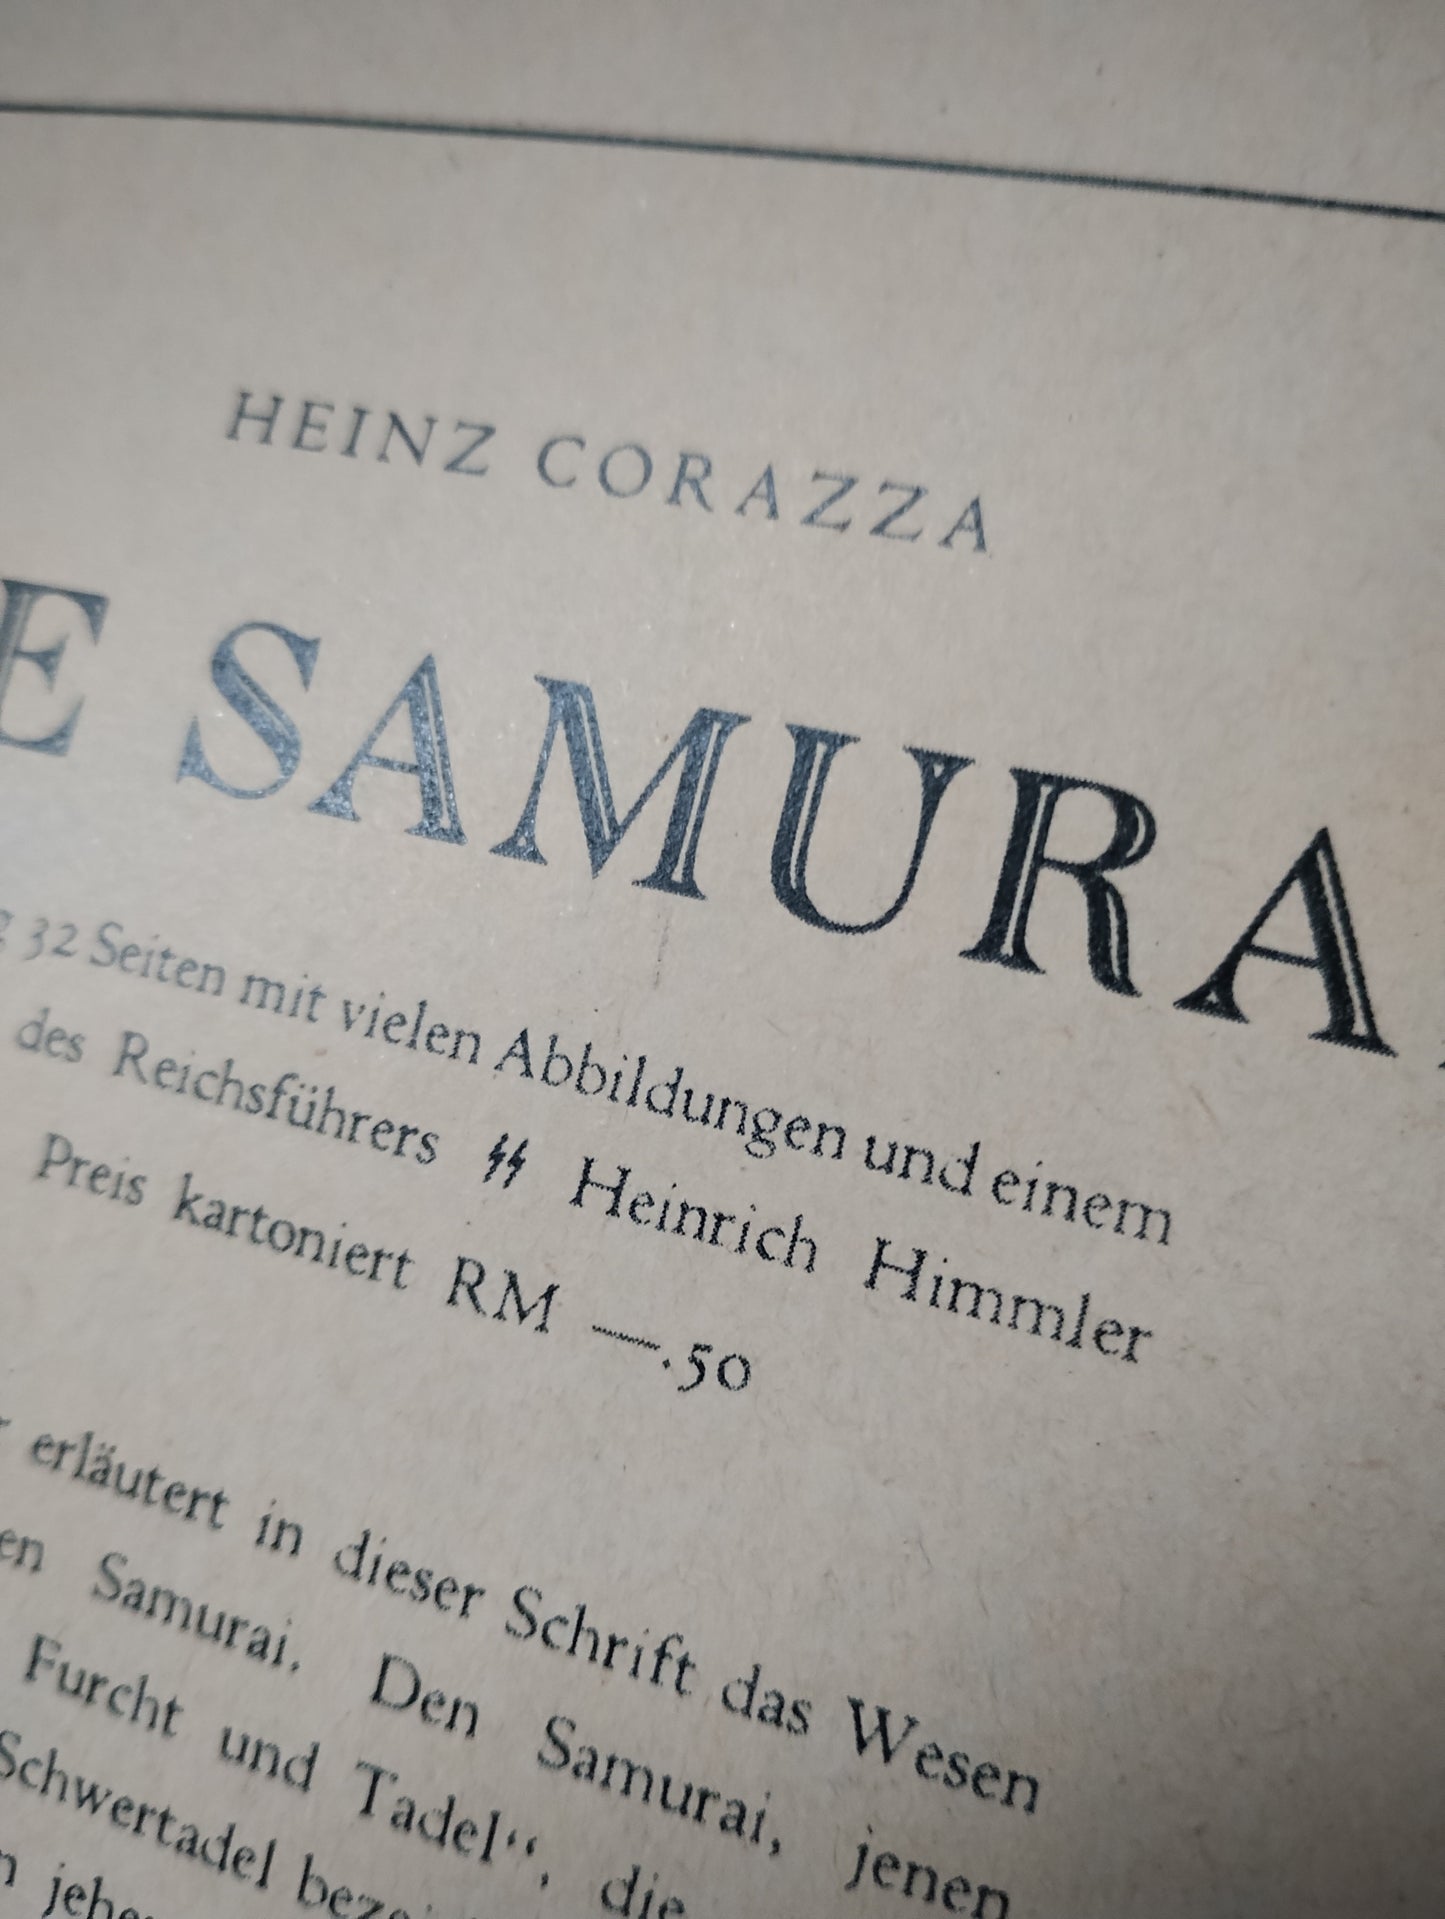 HEINZ CORAZZA
E SAMURA
32 Seiten mit vielen Abbildungen und einem
des Reichsführers ᛋᛋ Heinrich Himmler
Preis kartoniert RM —.50
erläutert in dieser Schrift das Wesen
en Samurai. Den Samurai, jenen
Furcht und Tadel“, die
Schwertadel